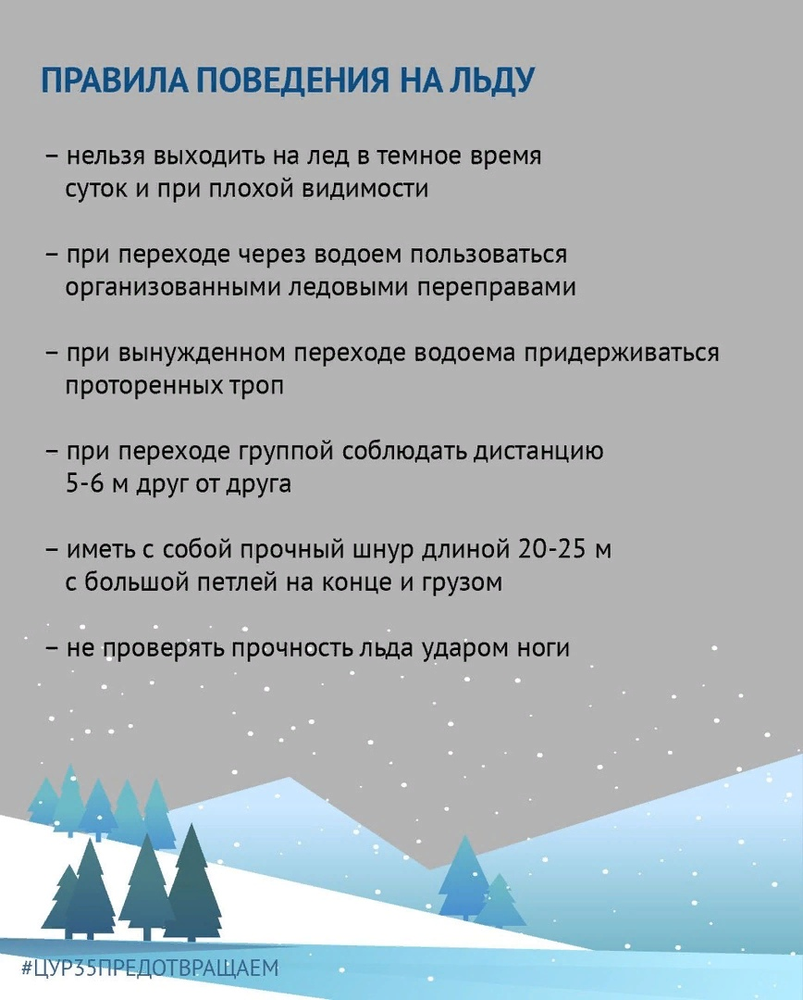 ПРАВИЛА ПОВЕДЕНИЯ НА ЛЬДУ
– нельзя выходить на лед в темное время
суток и при плохой видимости
– при переходе через водоем пользоваться
организованными ледовыми переправами
– при вынужденном переходе водоема придерживаться
проторенных троп
– при переходе группой соблюдать дистанцию
5-6 м друг от друга
– иметь с собой прочный шнур длиной 20-25 м
с большой петлей на конце и грузом
– не проверять прочность льда ударом ноги
#ЦУР35ПРЕДОТВРАЩАЕМ